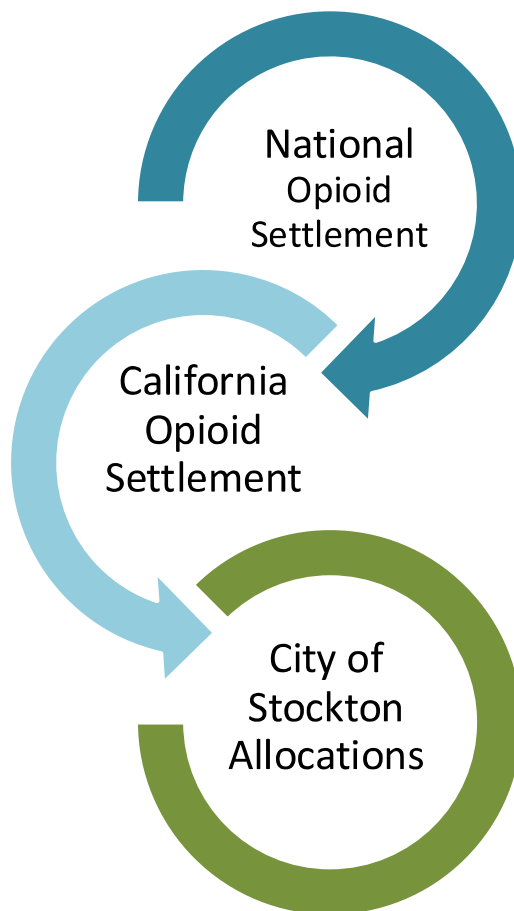 National
Opioid
Settlement
California
Opioid
Settlement
City of
Stockton
Allocations